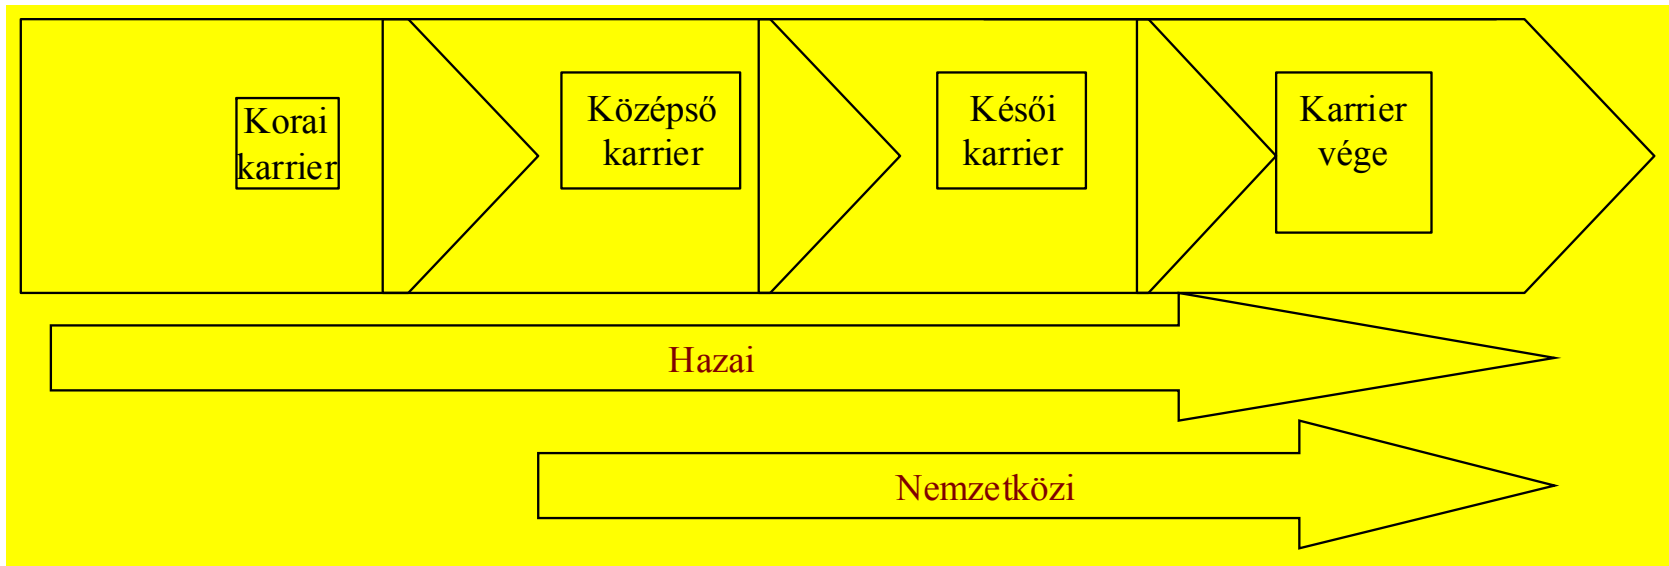 Korai
karrier
Középső
karrier
Késői
karrier
Karrier
vége
Hazai
Nemzetközi